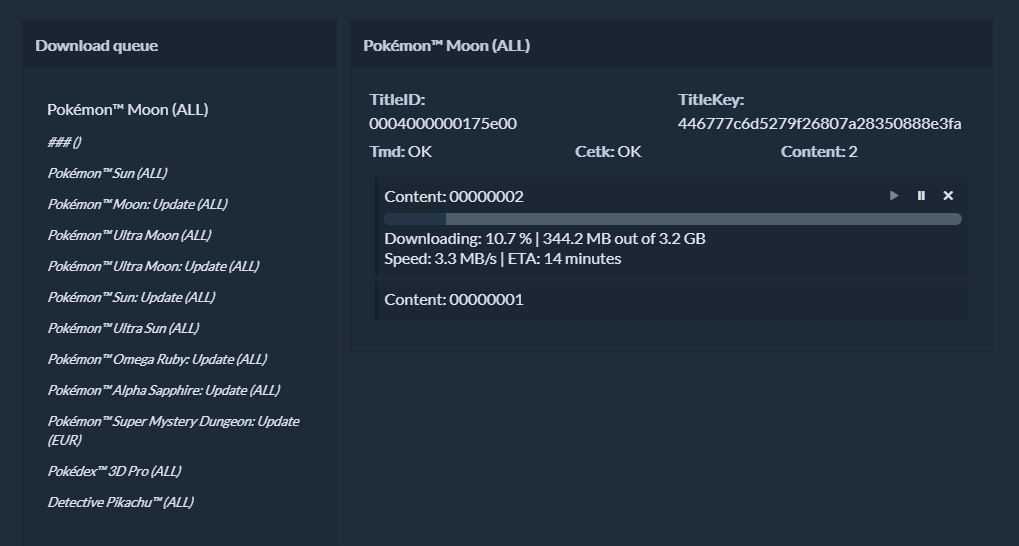 Download queue
Pokémon™ Moon (ALL)
### ()
Pokémon™ Sun (ALL)
Pokémon™ Moon: Update (ALL)
Pokémon™ Ultra Moon (ALL)
Pokémon™ Ultra Moon: Update (ALL)
Pokémon™ Sun: Update (ALL)
Pokémon™ Ultra Sun (ALL)
Pokémon™ Omega Ruby: Update (ALL)
Pokémon™ Alpha Sapphire: Update (ALL)
Pokémon™ Super Mystery Dungeon: Update
(EUR)
Pokédex™ 3D Pro (ALL)
Detective Pikachu™ (ALL)
Pokémon™ Moon (ALL)
TitleID:
0004000000175e00
TitleKey:
446777c6d5279f26807a28350888e3fa
Tmd: OK
Cetk: OK
Content: 2
Content: 00000002
Downloading: 10.7 % | 344.2 MB out of 3.2 GB
Speed: 3.3 MB/s | ETA: 14 minutes
Content: 00000001